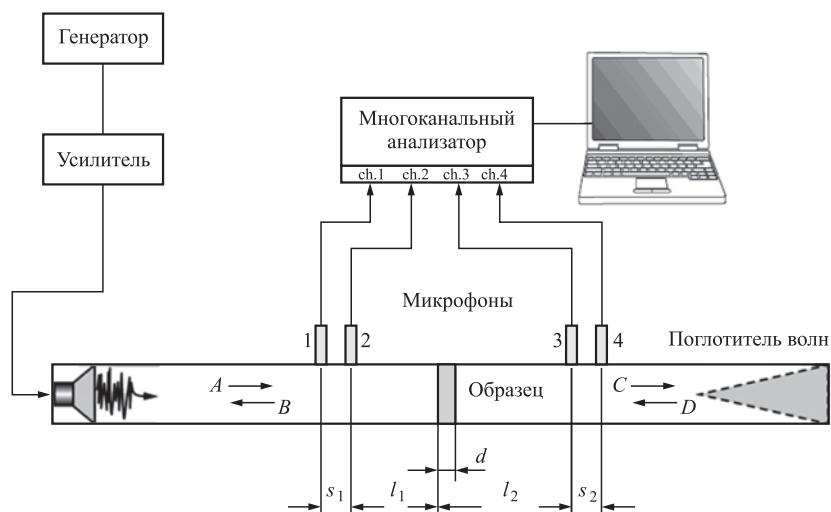 Генератор
Усилитель
Многоканальный
анализатор
ch.1 ch.2 ch.3 ch.4
Микрофоны
1 2 3 4
Поглотитель волн
A B Образец C D
d
s1 l1 l2 s2